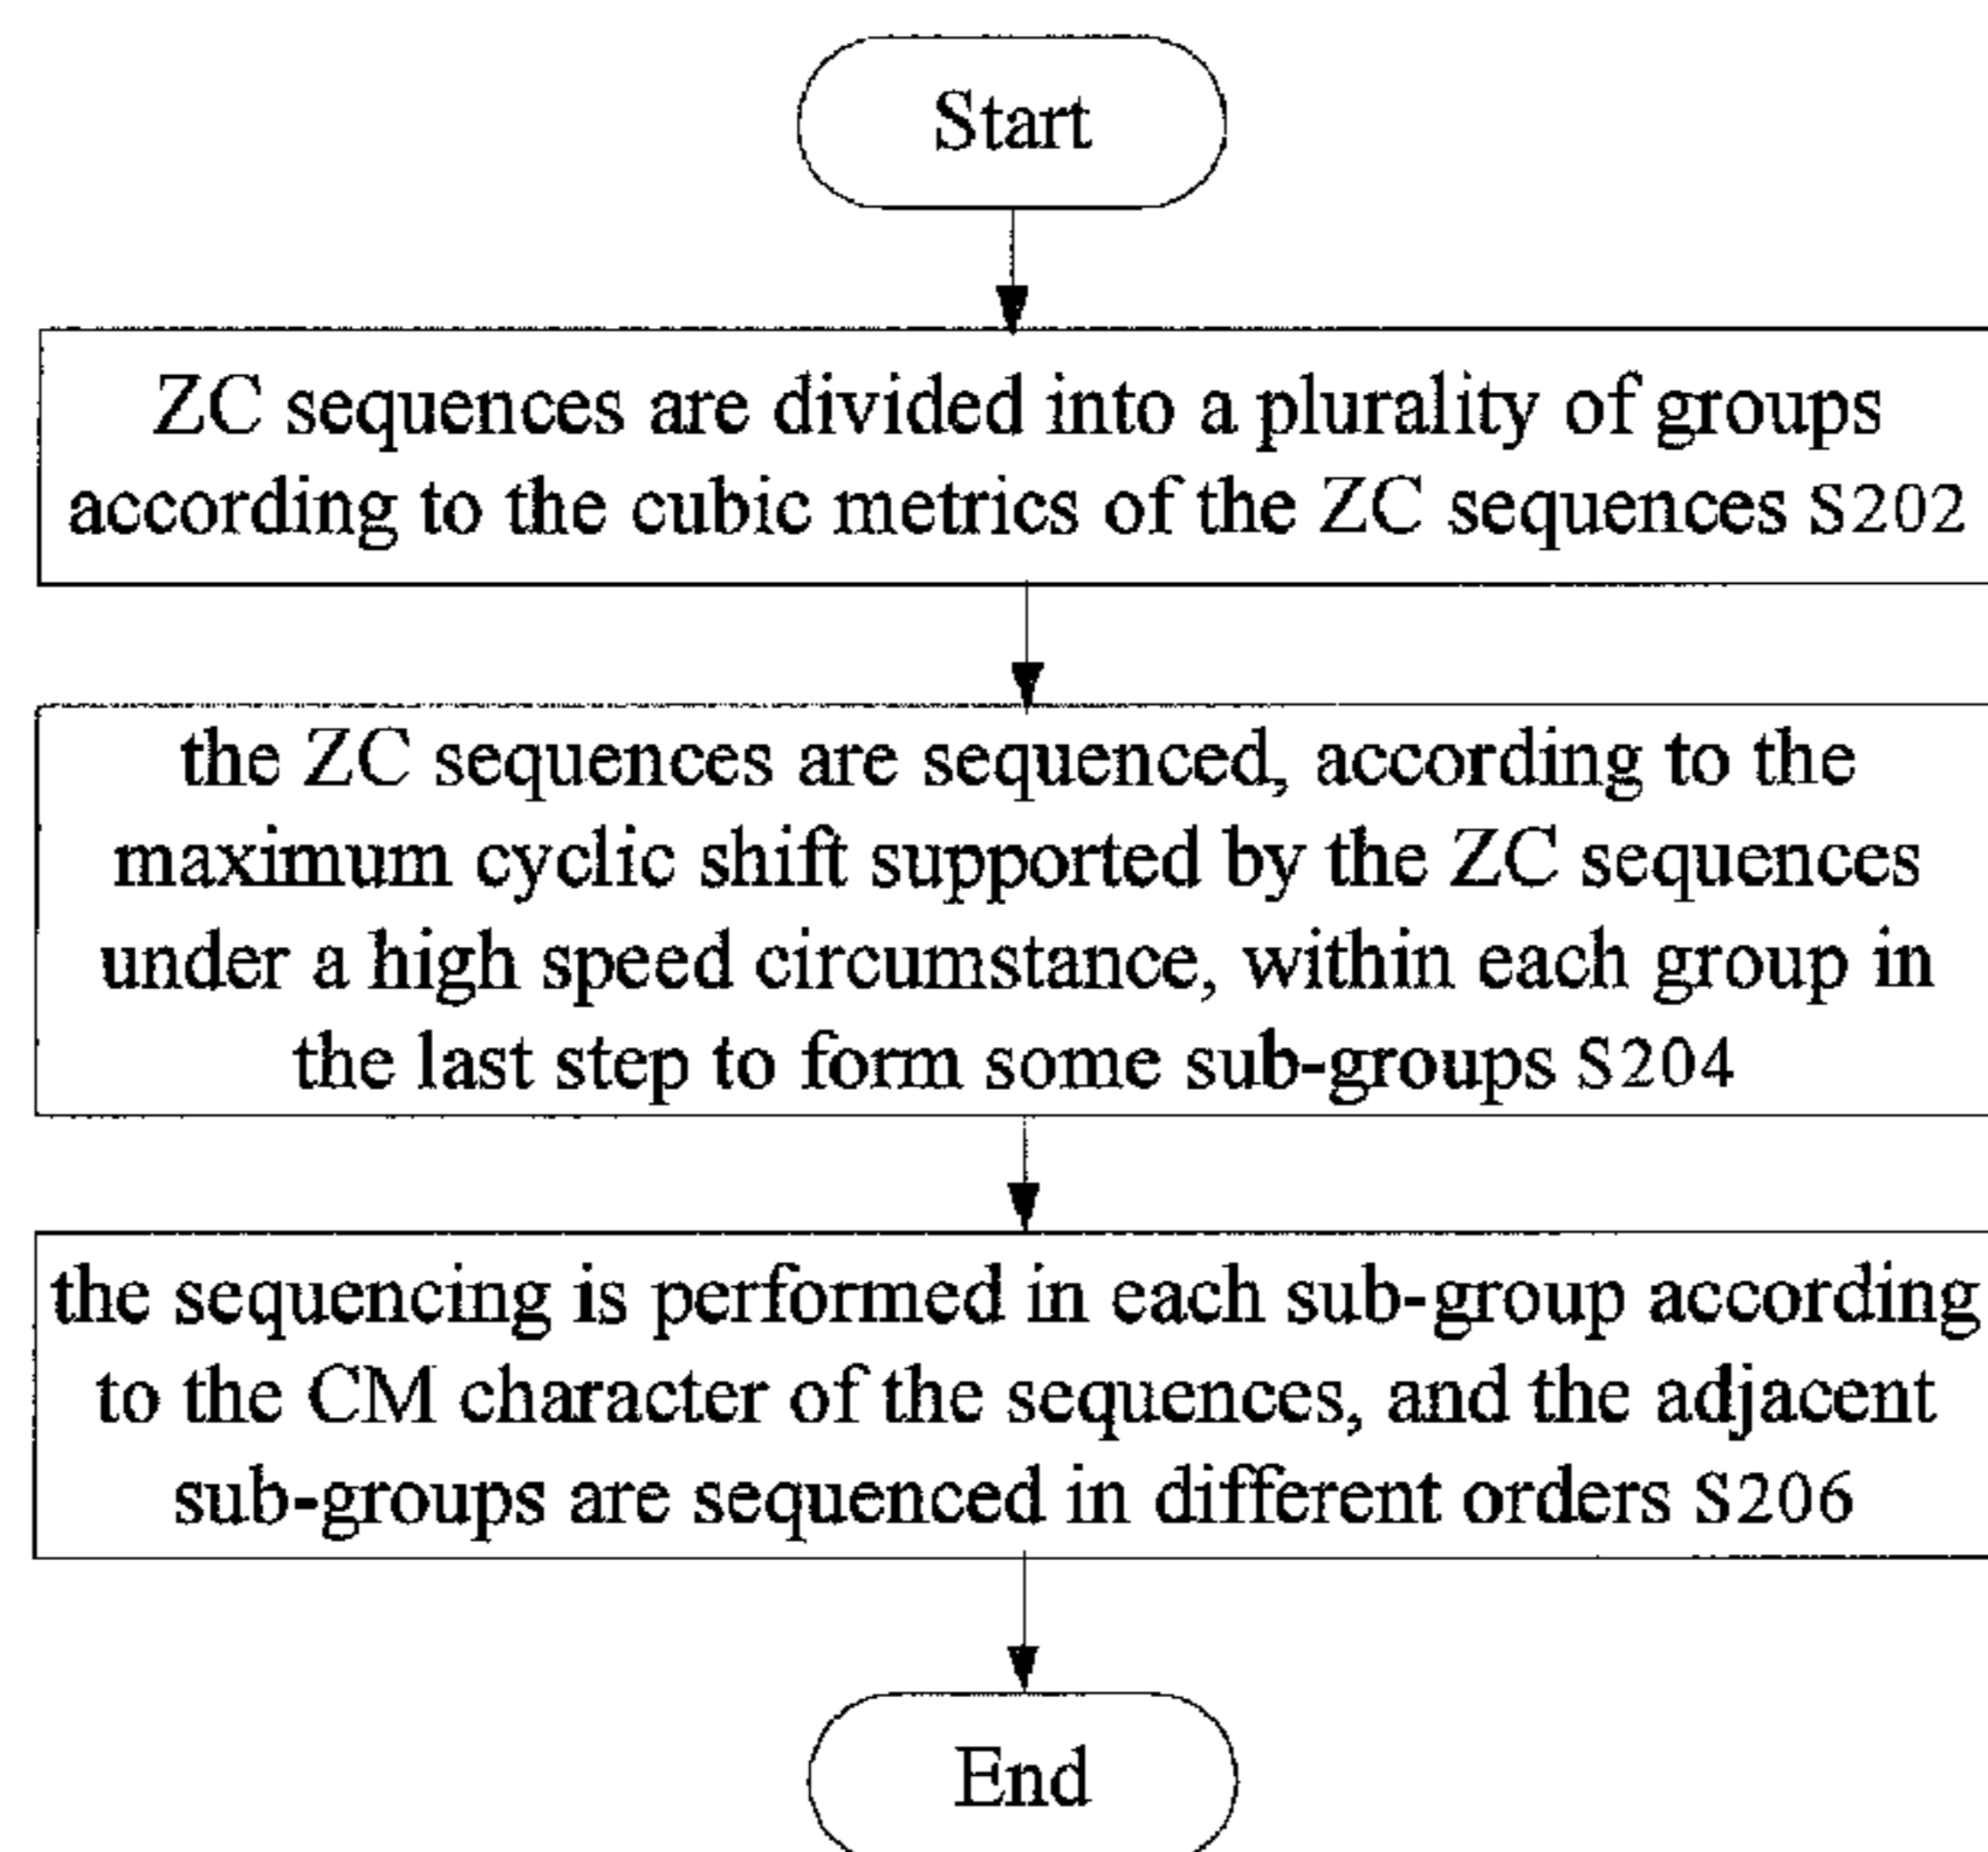 Start
ZC sequences are divided into a plurality of groups
according to the cubic metrics of the ZC sequences S202
the ZC sequences are sequenced, according to the
maximum cyclic shift supported by the ZC sequences
under a high speed circumstance, within each group in
the last step to form some sub-groups S204
the sequencing is performed in each sub-group according
to the CM character of the sequences, and the adjacent
sub-groups are sequenced in different orders S206
End